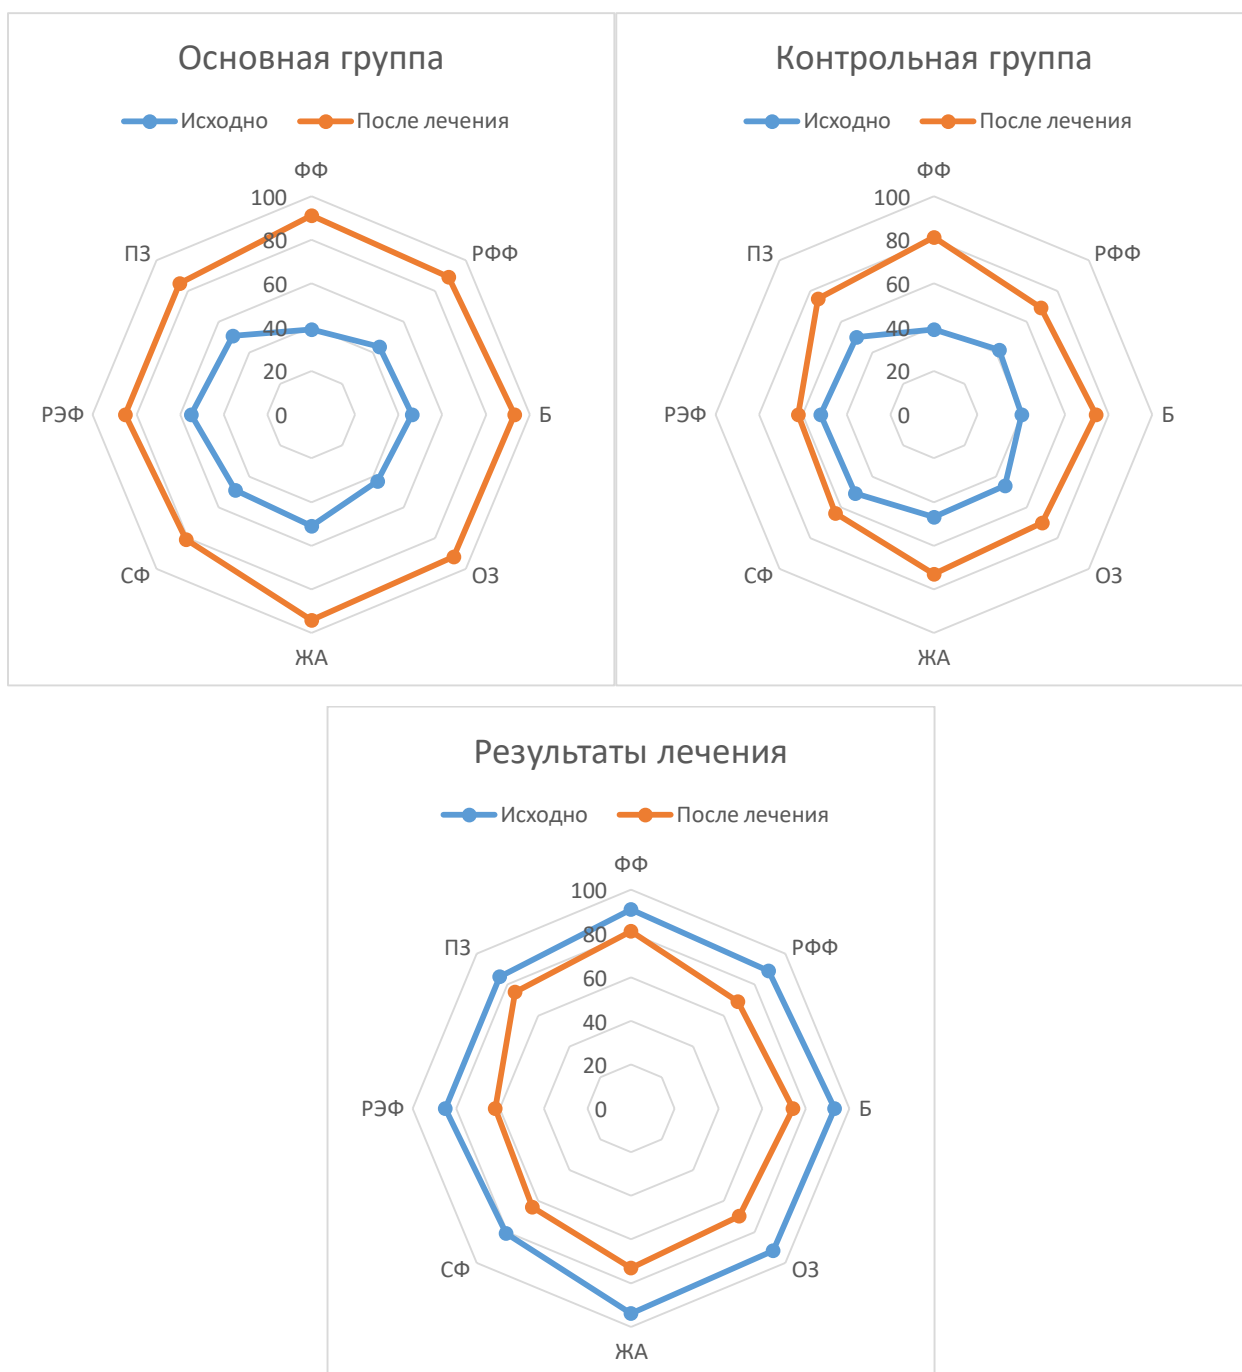 Основная группа
Исходно После лечения
ФФ
100
ПЗ
РФФ
80
60
40
20
РЭФ
0
Б
СФ
ОЗ
ЖА
Контрольная группа
Исходно После лечения
ФФ
100
ПЗ
РФФ
80
60
40
20
РЭФ
0
Б
СФ
ОЗ
ЖА
Результаты лечения
Исходно После лечения
ФФ
100
ПЗ
РФФ
80
60
40
20
РЭФ
0
Б
СФ
ОЗ
ЖА